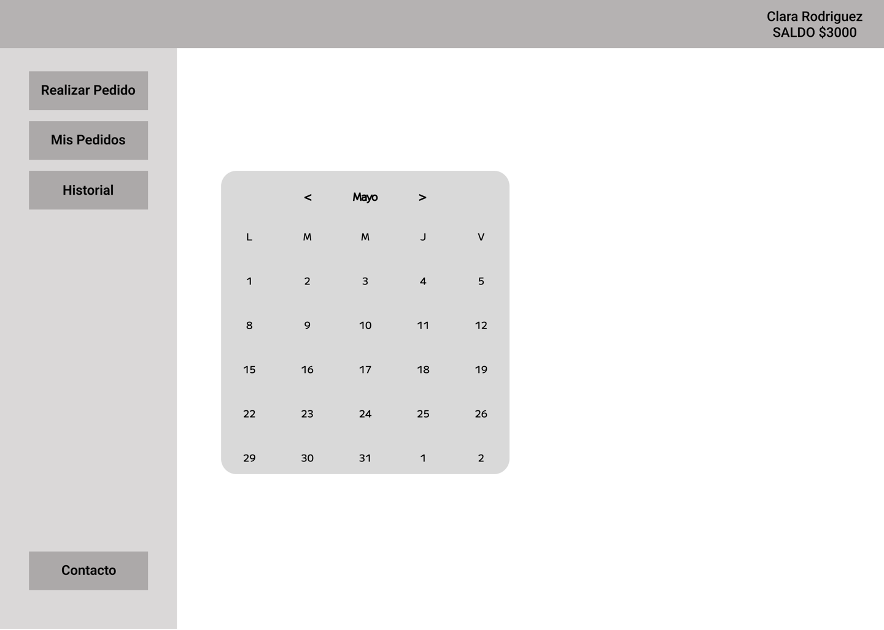 Clara Rodriguez
SALDO $3000
Realizar Pedido
Mis Pedidos
Historial
< Mayo >
L M M J V
1 2 3 4 5
8 9 10 11 12
15 16 17 18 19
22 23 24 25 26
29 30 31 1 2
Contacto